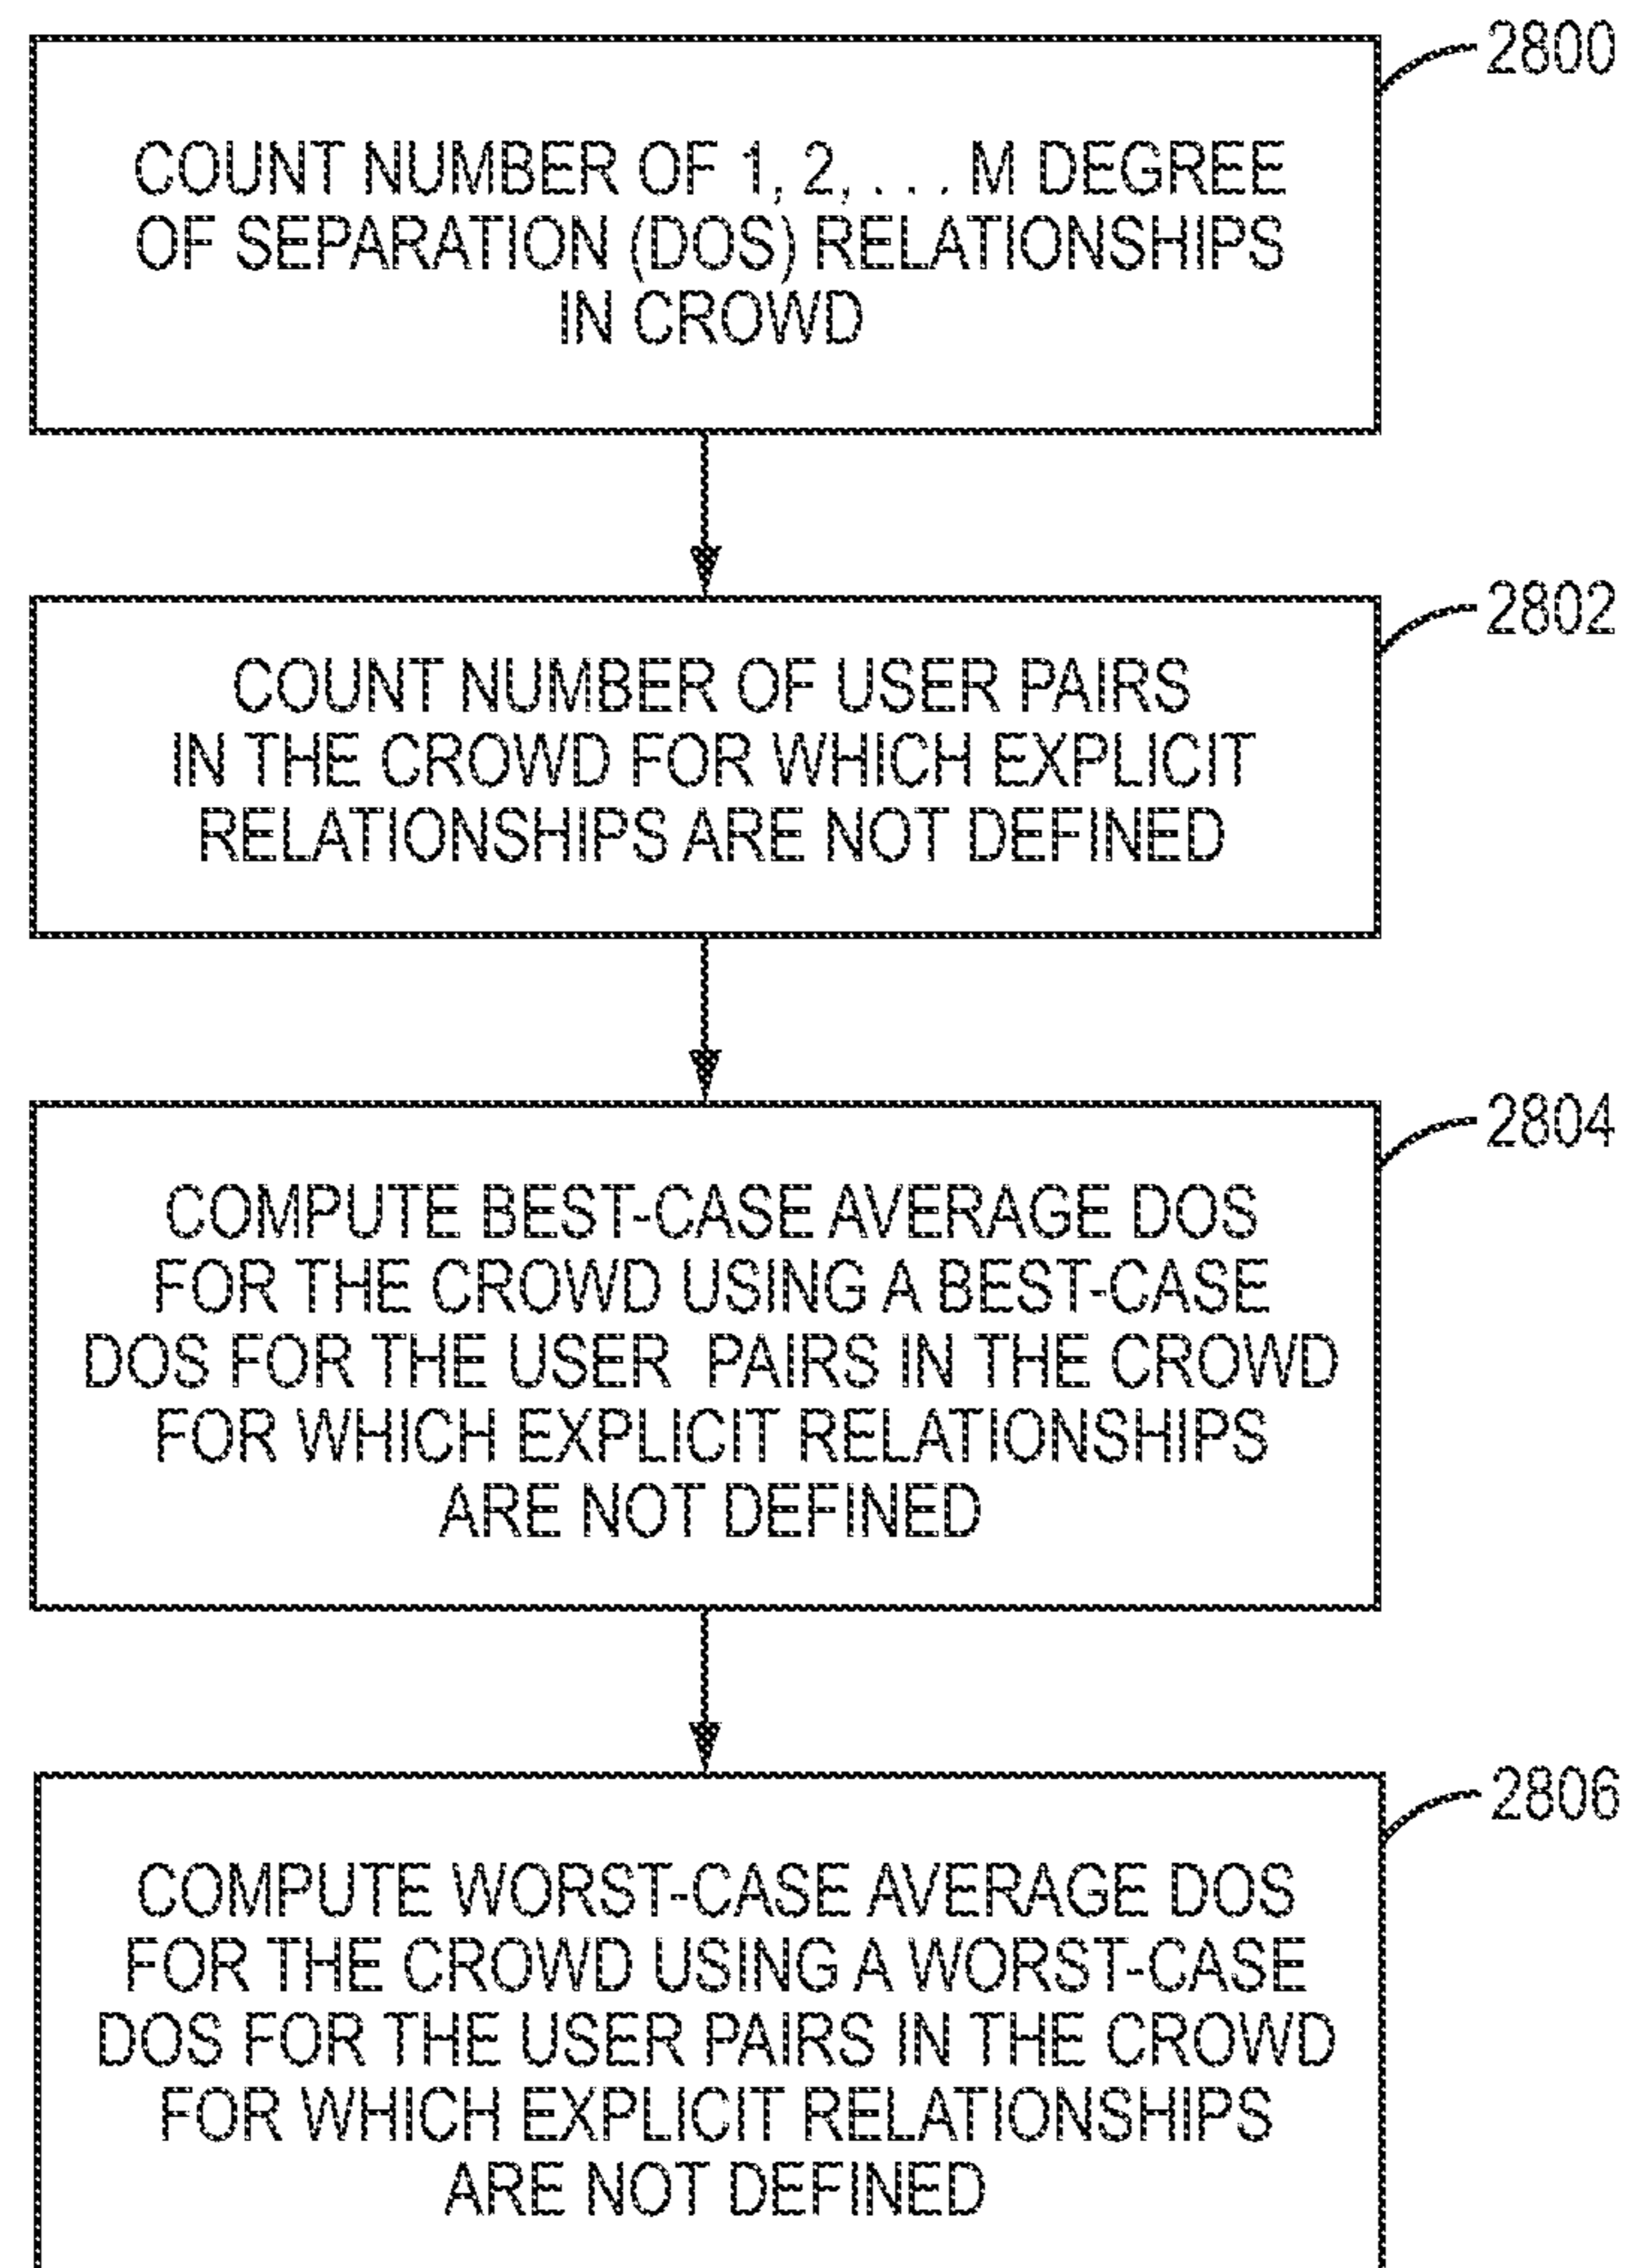 2800
COUNT NUMBER OF 1, 2, . . . M DEGREE
OF SEPARATION (DOS) RELATIONSHIPS
IN CROWD
2802
COUNT NUMBER OF USER PAIRS
IN THE CROWD FOR WHICH EXPLICIT
RELATIONSHIPS ARE NOT DEFINED
2804
COMPUTE BEST-CASE AVERAGE DOS
FOR THE CROWD USING A BEST-CASE
DOS FOR THE USER PAIRS IN THE CROWD
FOR WHICH EXPLICIT RELATIONSHIPS
ARE NOT DEFINED
2806
COMPUTE WORST-CASE AVERAGE DOS
FOR THE CROWD USING A WORST-CASE
DOS FOR THE USER PAIRS IN THE CROWD
FOR WHICH EXPLICIT RELATIONSHIPS
ARE NOT DEFINED